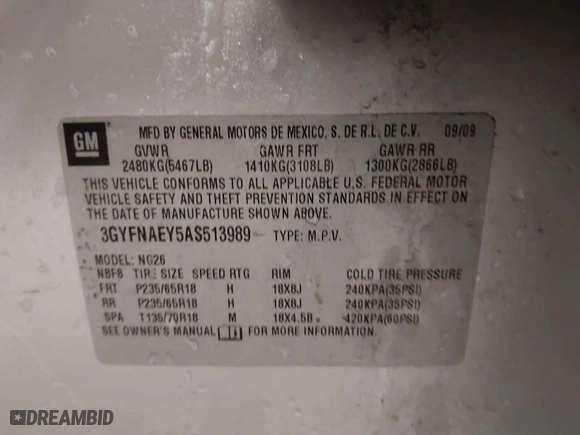 GM
MFD BY GENERAL MOTORS DE MEXICO, S. DE R.L. DE C.V. 09/09
GVWR GAWR FRT GAWR RR
2480KG(5467LB) 1410KG(3108LB) 1300KG(2866LB)
THIS VEHICLE CONFORMS TO ALL APPLICABLE U.S. FEDERAL MOTOR
VEHICLE SAFETY AND THEFT PREVENTION STANDARDS IN EFFECT ON
THE DATE OF MANUFACTURE SHOWN ABOVE.
3GYFNAEY5AS513989 TYPE: M.P.V.
MODEL: NG26
NBF8 TIRE SIZE SPEED RTG RIM COLD TIRE PRESSURE
FRT P235/65R18 H 18X8J 240KPA(35PSI)
RR P235/65R18 H 18X8J 240KPA(35PSI)
SPA T135/70R18 M 18X4.5B 420KPA(60PSI)
SEE OWNER'S MANUAL FOR MORE INFORMATION.
DREAMBID